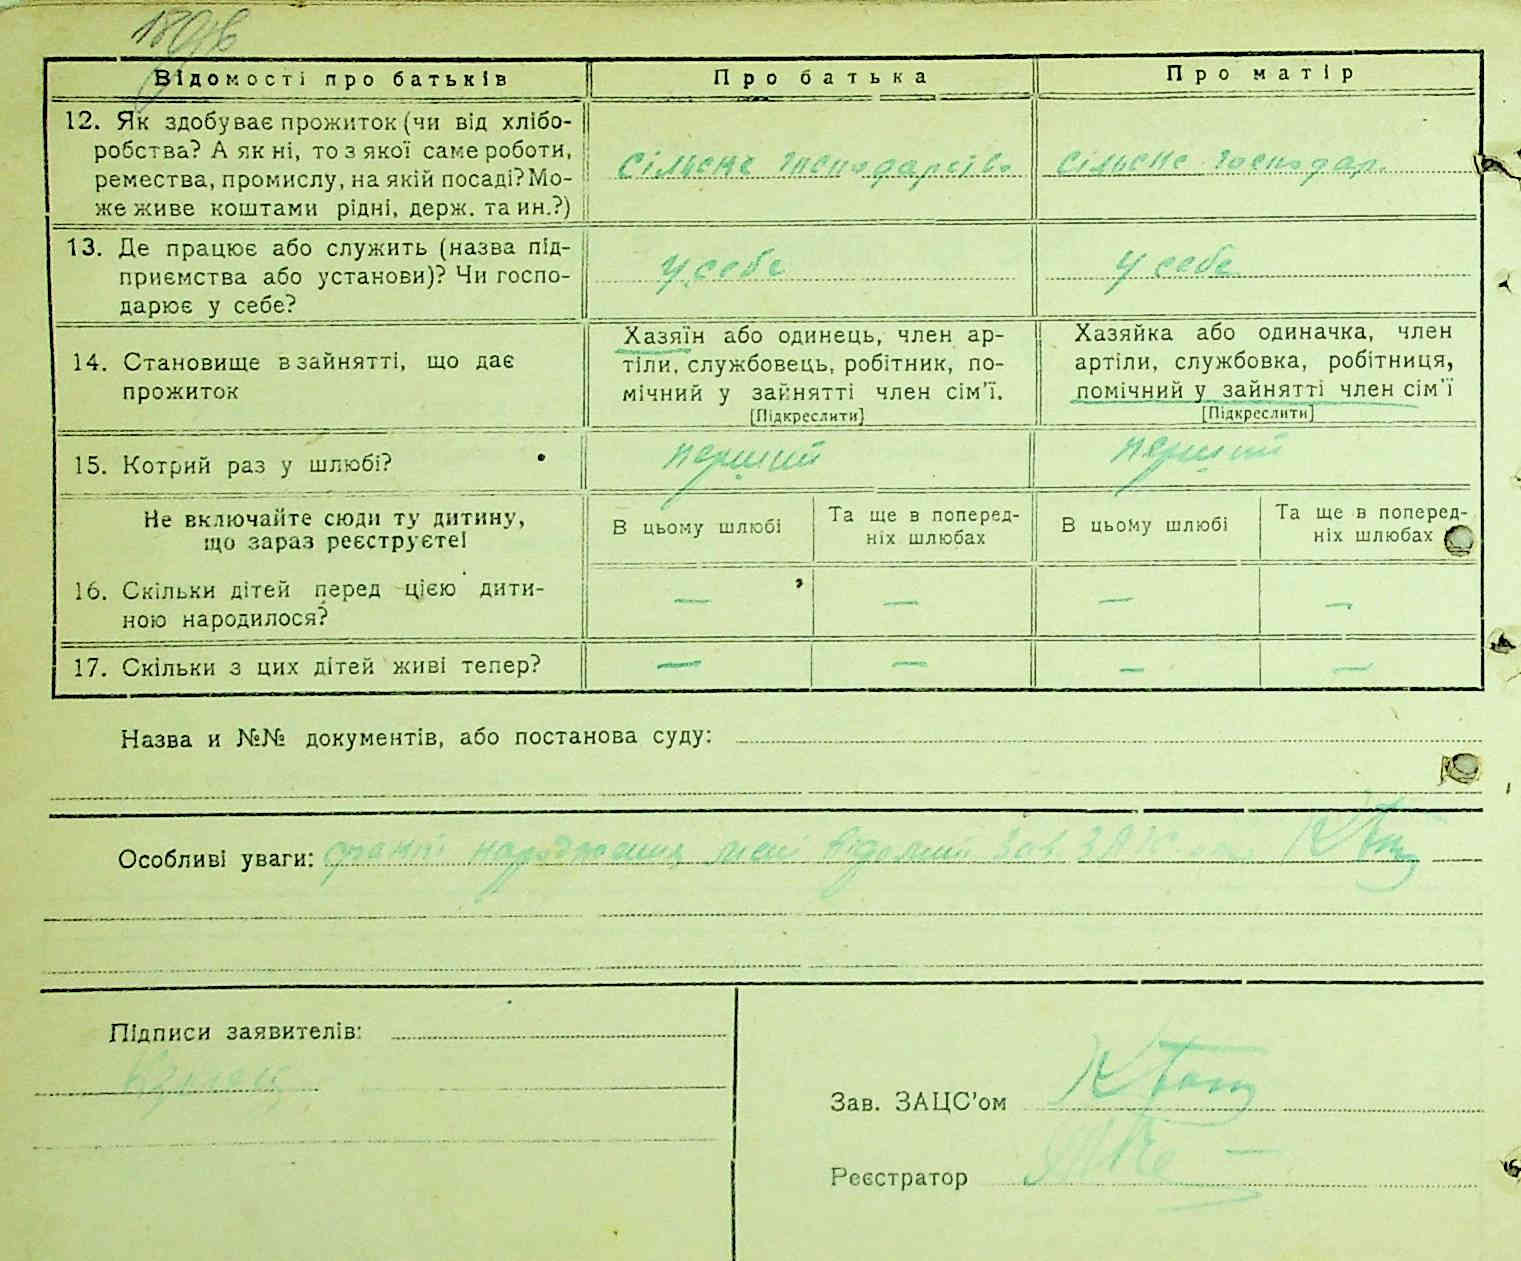 Відомості про батьків
Про батька
Про матір
12. Як здобуває прожиток (чи від хлібо-
робства? А як ні, то з якої саме роботи,
ремества, промислу, на якій посаді? Мо-
же живе коштами рідні, держ. та ин.?)
сільське господарство
сільське господар.
13. Де працює або служить (назва під-
приємства або установи)? Чи госпо-
дарює у себе?
у себе
у себе
14. Становище в зайнятті, що дає
прожиток
Хазяїн або одинець, член ар-
тіли, службовець, робітник, по-
мічний у зайнятті член сім'ї.
[Підкреслити]
Хазяйка або одиначка, член
артіли, службовка, робітниця,
помічний у зайнятті член сім'ї
[Підкреслити]
15. Котрий раз у шлюбі?
перший
перший
Не включайте сюди ту дитину,
що зараз реєструєте!
В цьому шлюбі
Та ще в поперед-
ніх шлюбах
В цьому шлюбі
Та ще в поперед-
ніх шлюбах
16. Скільки дітей перед цією дити-
ною народилося?
— — — —
17. Скільки з цих дітей живі тепер?
— — — —
Назва и №№ документів, або постанова суду:
Особливі уваги: народження мені відомий Зав. ЗАГС
Підписи заявителів:
Зав. ЗАЦС'ом
Реєстратор